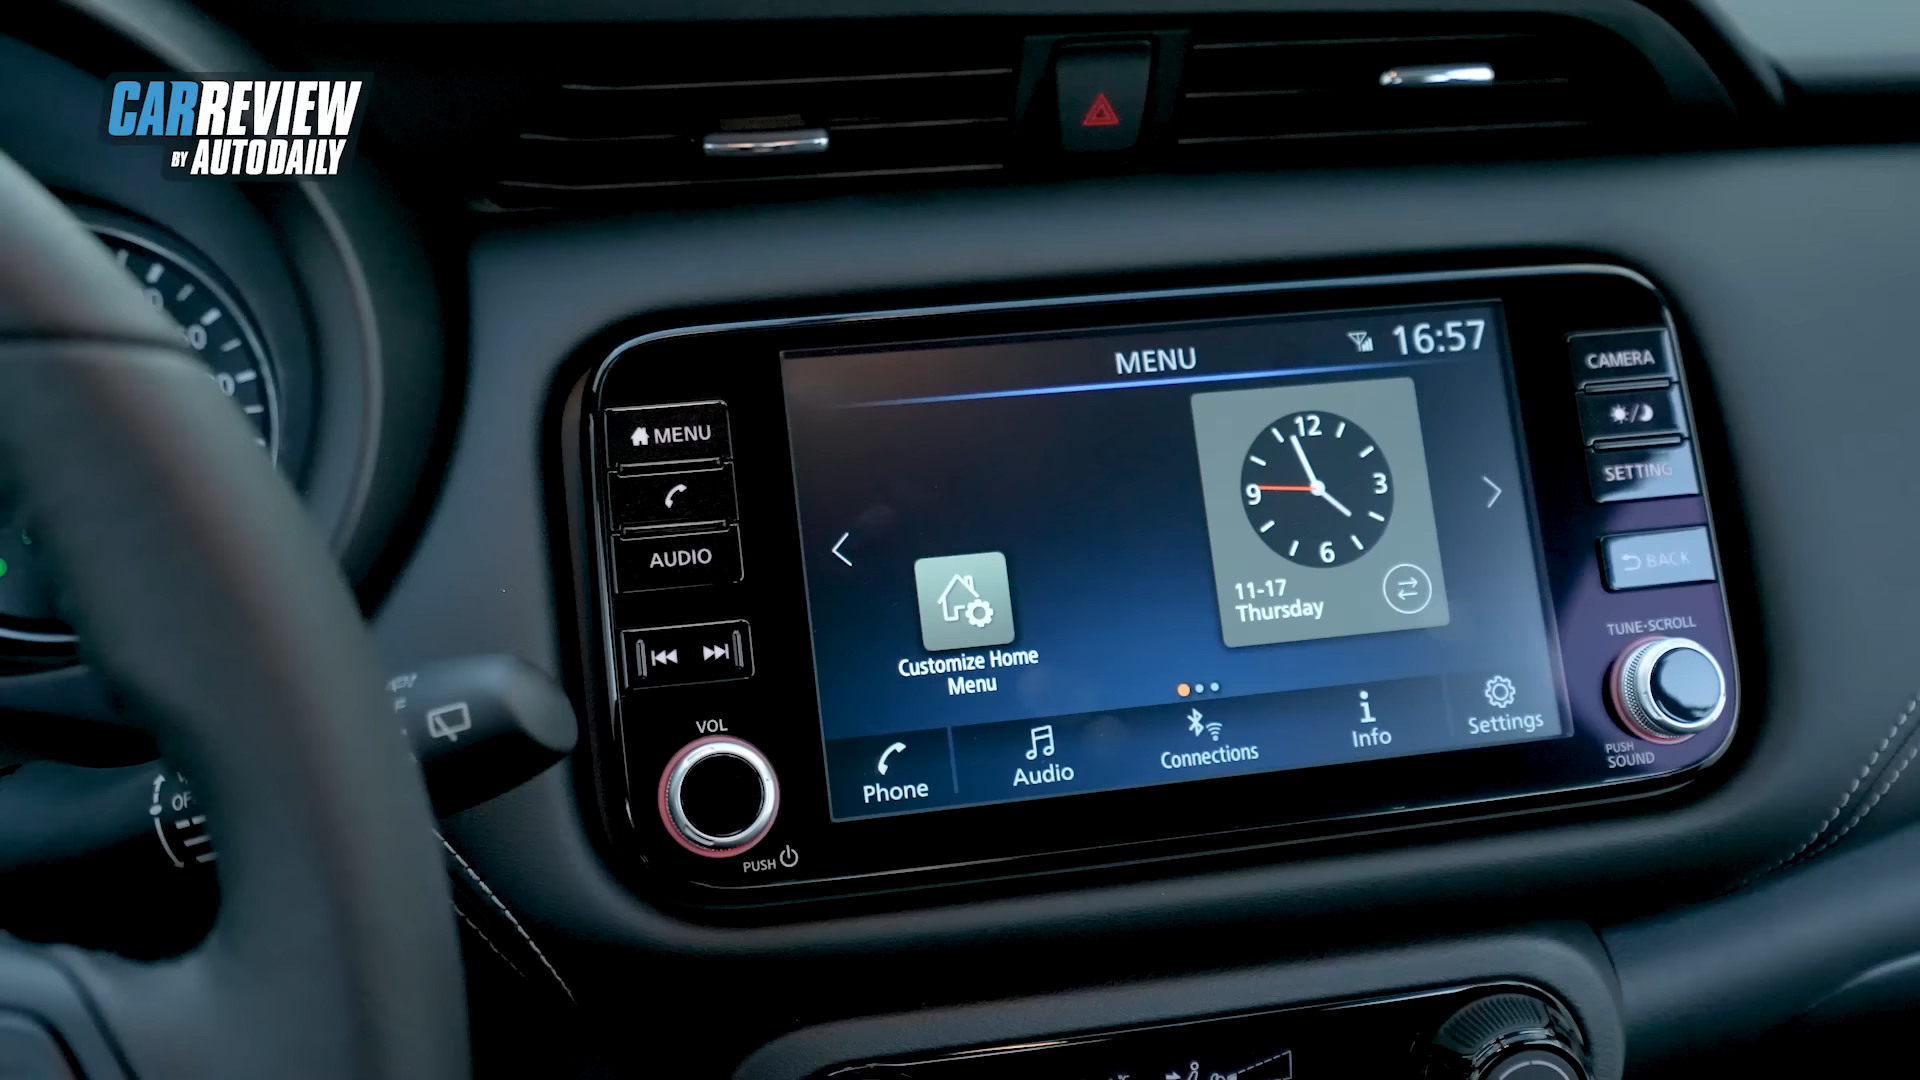 CARREVIEW
BY AUTODAILY
MENU
16:57
CAMERA
MENU
SETTING
AUDIO
BACK
12
3
6
9
11-17
Thursday
Customize Home
Menu
TUNE·SCROLL
PUSH
SOUND
VOL
PUSH
Phone
Audio
Connections
Info
Settings